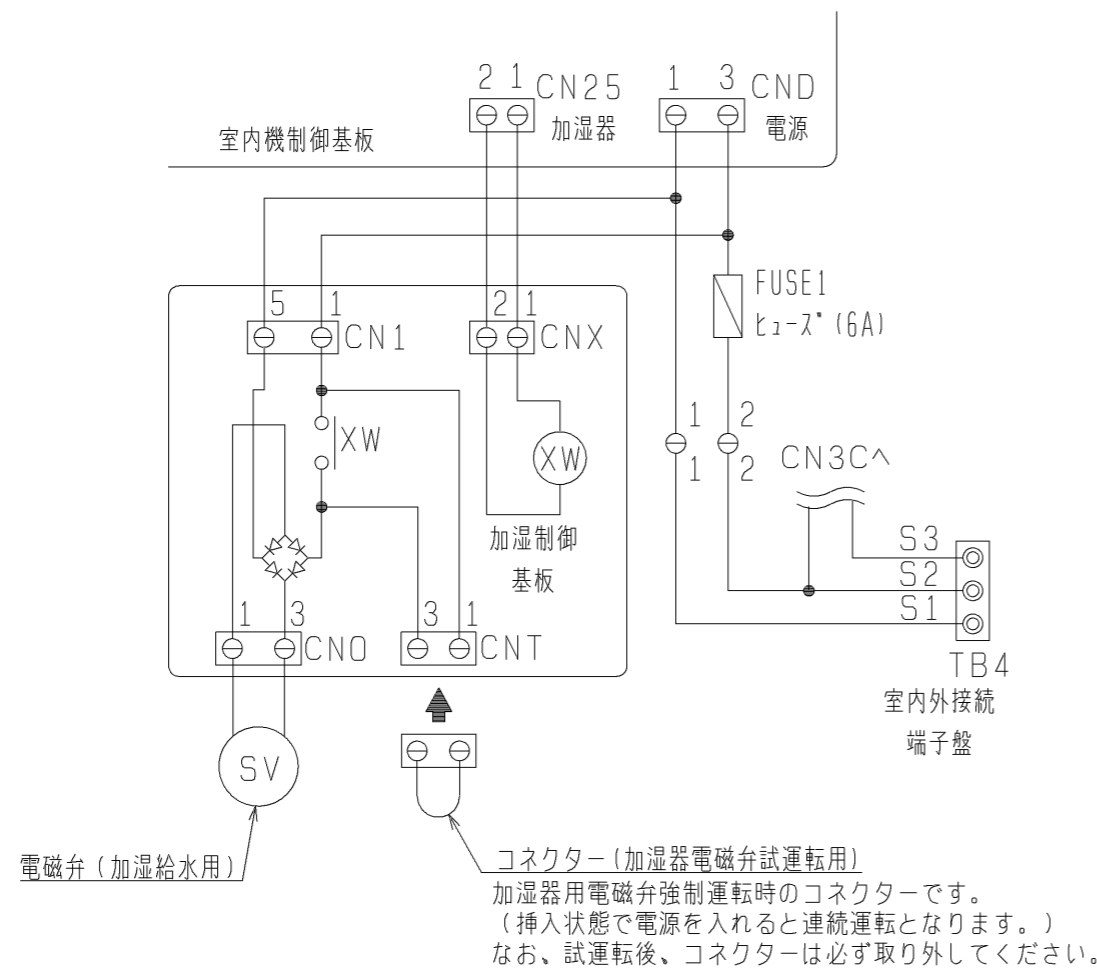 2 1 CN25
加湿器
1 3 CND
電源
室内機制御基板
FUSE1
ヒューズ(6A)
5 1 CN1
2 1 CNX
XW
XW
加湿制御
基板
1 2
1 2
CN3Cへ
S3
S2
S1
TB4
室内外接続
端子盤
1 3 CNO
3 1 CNT
SV
電磁弁(加湿給水用)
コネクター(加湿器電磁弁試運転用)
加湿器用電磁弁強制運転時のコネクターです。
(挿入状態で電源を入れると連続運転となります。)
なお、試運転後、コネクターは必ず取り外してください。